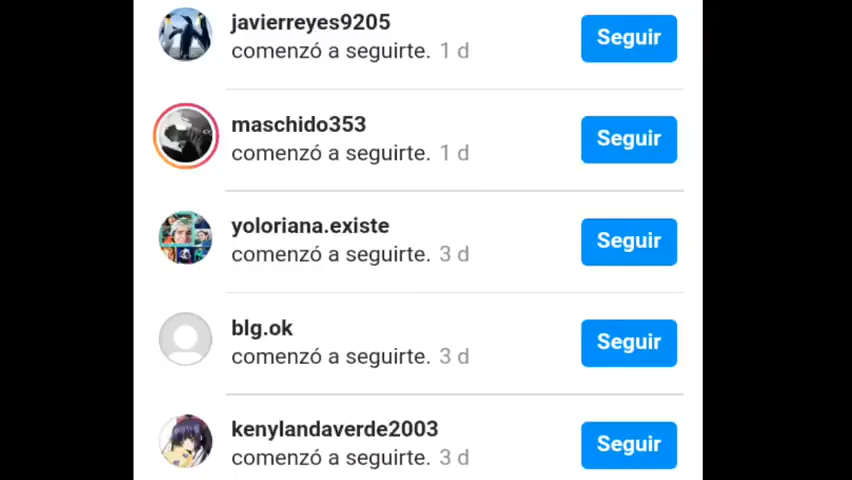 javierreyes9205
comenzó a seguirte. 1 d
Seguir
maschido353
comenzó a seguirte. 1 d
Seguir
yoloriana.existe
comenzó a seguirte. 3 d
Seguir
blg.ok
comenzó a seguirte. 3 d
Seguir
kenylandaverde2003
comenzó a seguirte. 3 d
Seguir